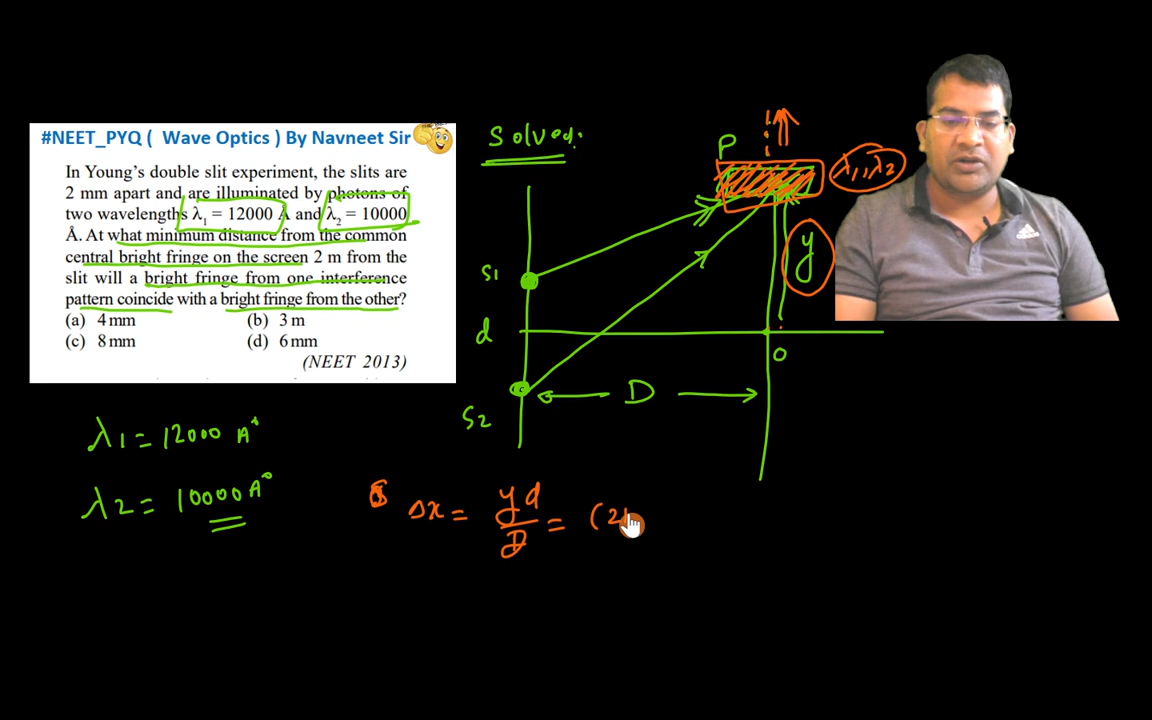 #NEET_PYQ ( Wave Optics ) By Navneet Sir
In Young's double slit experiment, the slits are
2 mm apart and are illuminated by photons of
two wavelengths λ₁ = 12000 Å and λ₂ = 10000
Å. At what minimum distance from the common
central bright fringe on the screen 2 m from the
slit will a bright fringe from one interference
pattern coincide with a bright fringe from the other?
(a) 4 mm (b) 3 m
(c) 8 mm (d) 6 mm
(NEET 2013)
Solved:
P
λ1, λ2
y
S1
d
O
D
S2
λ1 = 12000 A°
λ2 = 10000 A°
Δx = yd/D = (2
adidas